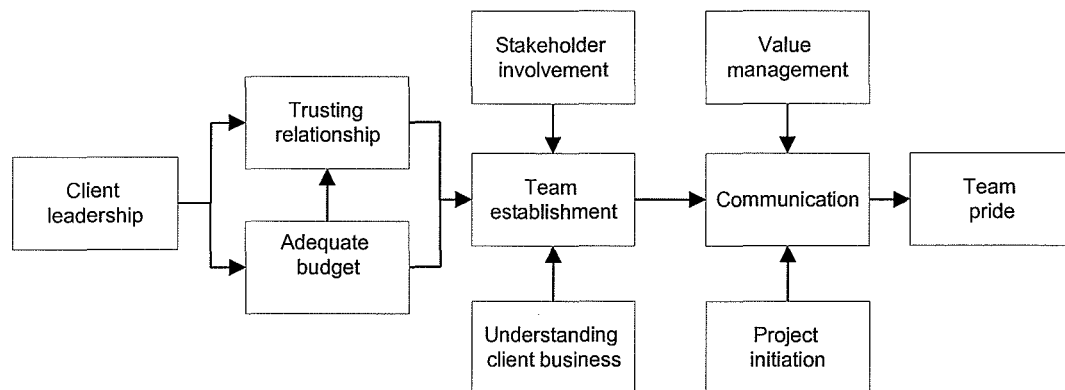 Stakeholder
involvement
Value
management
Trusting
relationship
Client
leadership
Team
establishment
Communication
Team
pride
Adequate
budget
Understanding
client business
Project
initiation